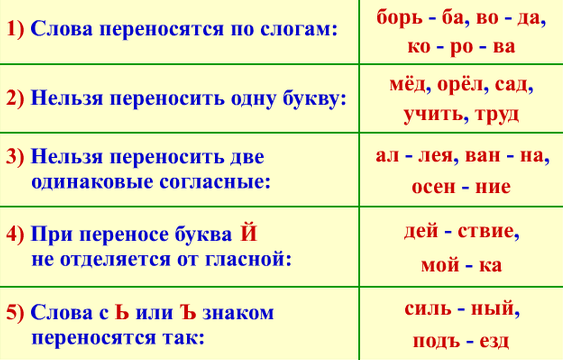 1) Слова переносятся по слогам:
борь - ба, во - да,
ко - ро - ва
2) Нельзя переносить одну букву:
мёд, орёл, сад,
учить, труд
3) Нельзя переносить две
одинаковые согласные:
ал - лея, ван - на,
осен - ние
4) При переносе буква Й
не отделяется от гласной:
дей - ствие,
мой - ка
5) Слова с Ь или Ъ знаком
переносятся так:
силь - ный,
подъ - езд